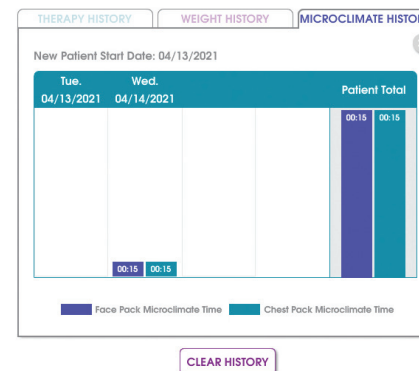 THERAPY HISTORY WEIGHT HISTORY MICROCLIMATE HISTOR
New Patient Start Date: 04/13/2021
Tue. Wed.
04/13/2021 04/14/2021 Patient Total
00:15 00:15
00:15 00:15
Face Pack Microclimate Time Chest Pack Microclimate Time
CLEAR HISTORY